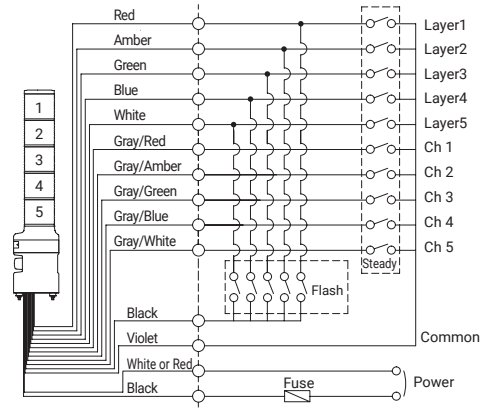 Red Layer1
Amber Layer2
Green Layer3
Blue Layer4
White Layer5
Gray/Red Ch 1
Gray/Amber Ch 2
Gray/Green Ch 3
Gray/Blue Ch 4
Gray/White Ch 5
1
2
3
4
5
Steady
Flash
Black
Violet Common
White or Red
Black Fuse Power